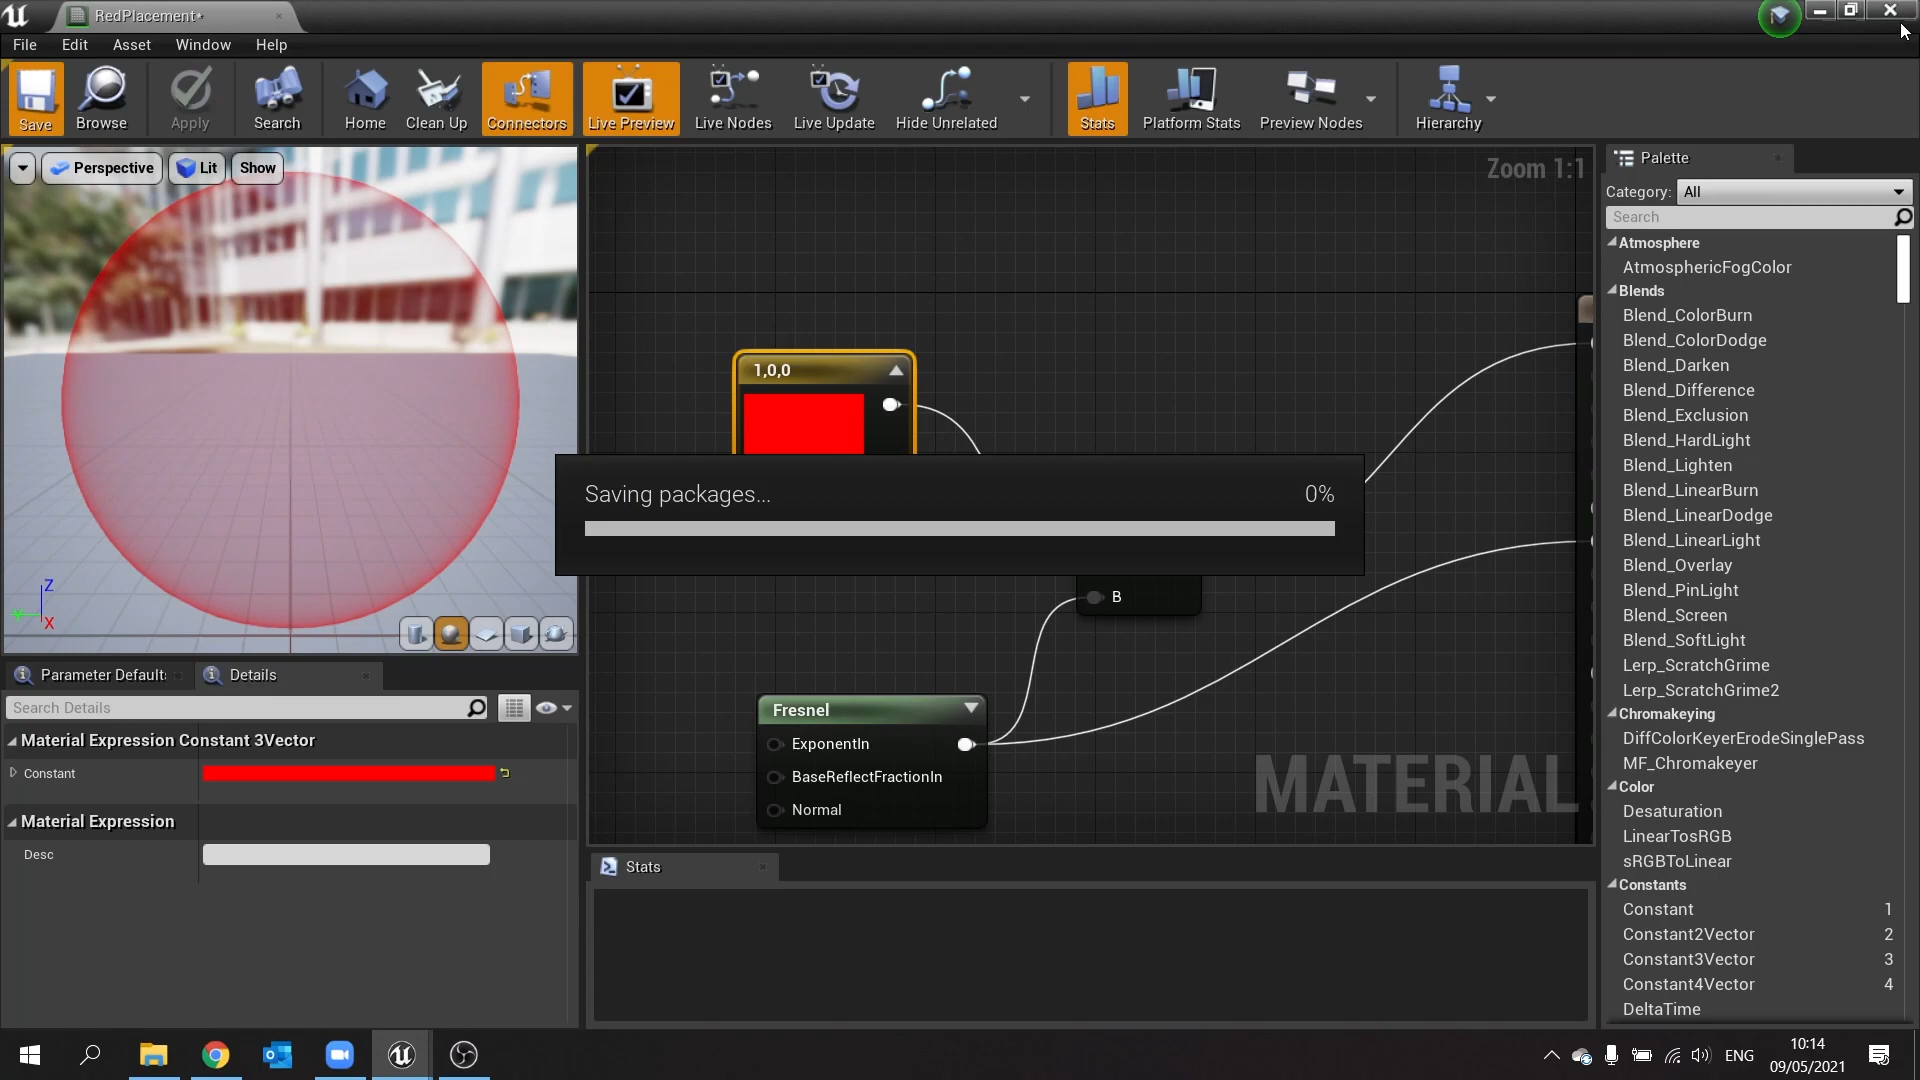 RedPlacement*
File Edit Asset Window Help
Save Browse Apply Search Home Clean Up Connectors Live Preview Live Nodes Live Update Hide Unrelated Stats Platform Stats Preview Nodes Hierarchy
Perspective Lit Show
Zoom 1:1
Palette
Category: All
Search
Atmosphere
AtmosphericFogColor
Blends
Blend_ColorBurn
Blend_ColorDodge
Blend_Darken
Blend_Difference
Blend_Exclusion
Blend_HardLight
Blend_Lighten
Blend_LinearBurn
Blend_LinearDodge
Blend_LinearLight
Blend_Overlay
Blend_PinLight
Blend_Screen
Blend_SoftLight
Lerp_ScratchGrime
Lerp_ScratchGrime2
Chromakeying
DiffColorKeyerErodeSinglePass
MF_Chromakeyer
Color
Desaturation
LinearTosRGB
sRGBToLinear
Constants
Constant 1
Constant2Vector 2
Constant3Vector 3
Constant4Vector 4
DeltaTime
1,0,0
Saving packages... 0%
B
Fresnel
ExponentIn
BaseReflectFractionIn
Normal
MATERIAL
Z
X
Parameter Default Details
Search Details
Material Expression Constant 3Vector
Constant
Material Expression
Desc
Stats
ENG
10:14
09/05/2021